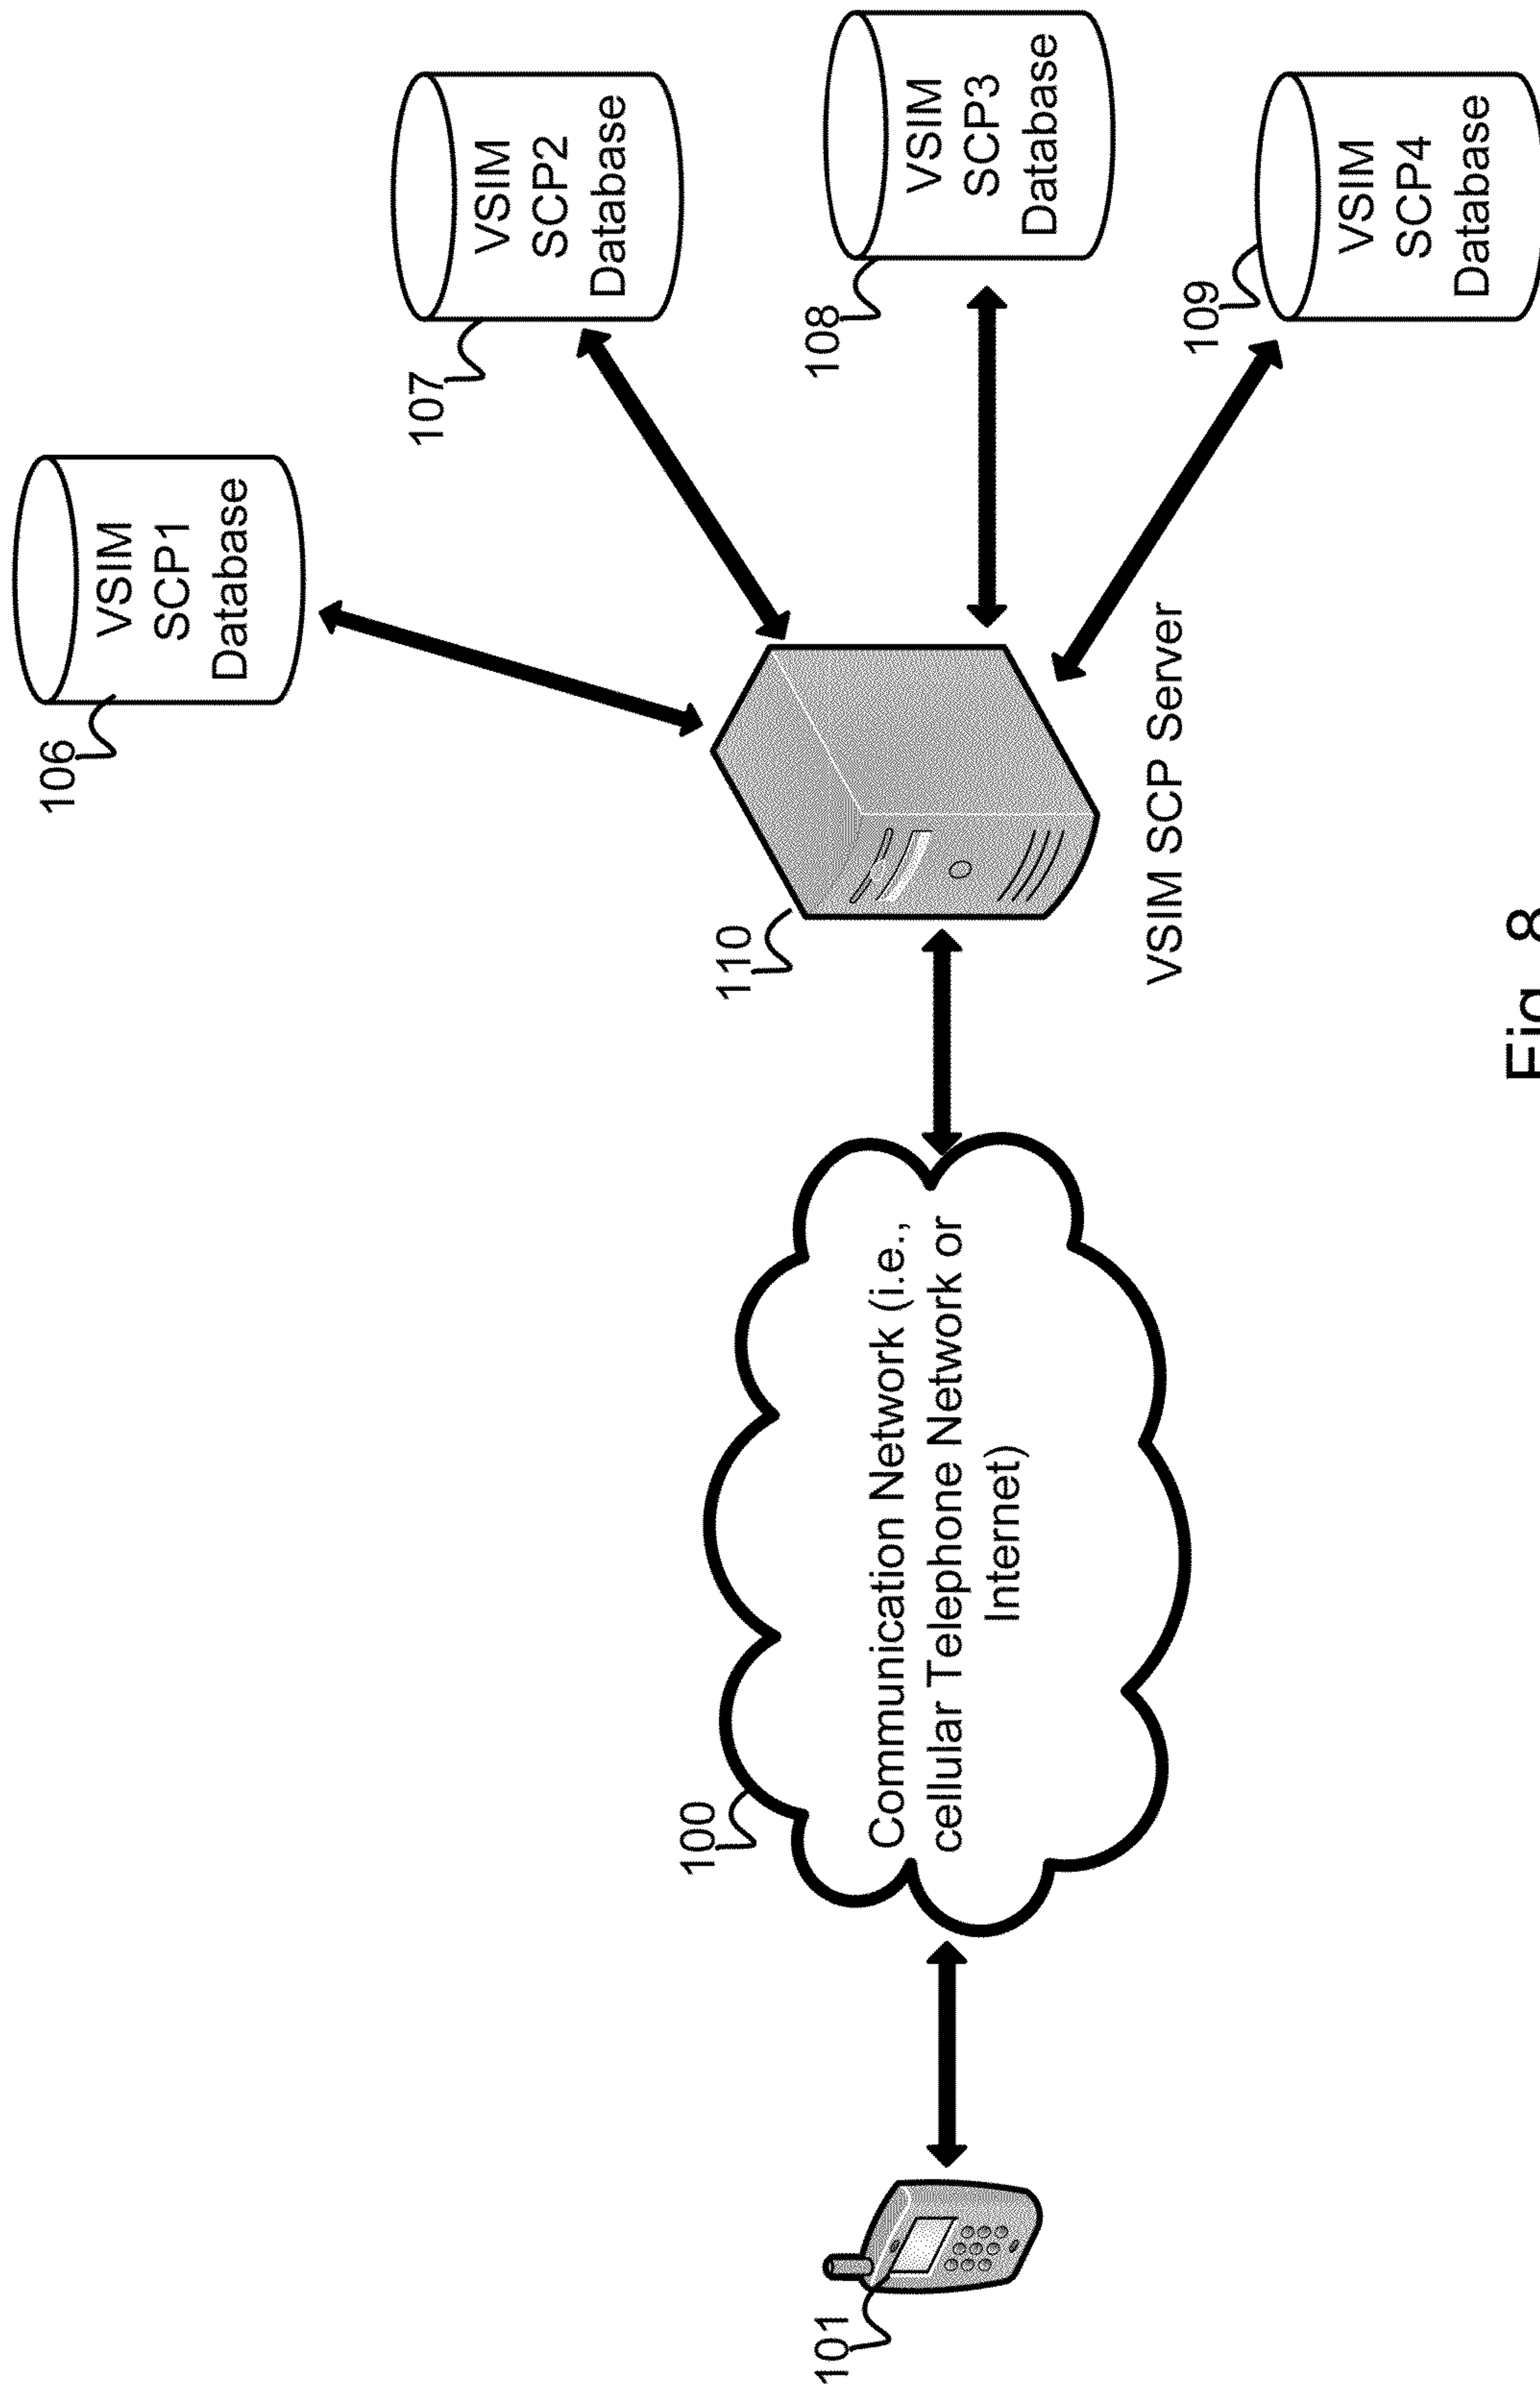 106
VSIM
SCP1
Database
107
VSIM
SCP2
Database
108
VSIM
SCP3
Database
109
VSIM
SCP4
Database
110
VSIM SCP Server
100
Communication Network (i.e.,
cellular Telephone Network or
Internet)
101
Fig. 8